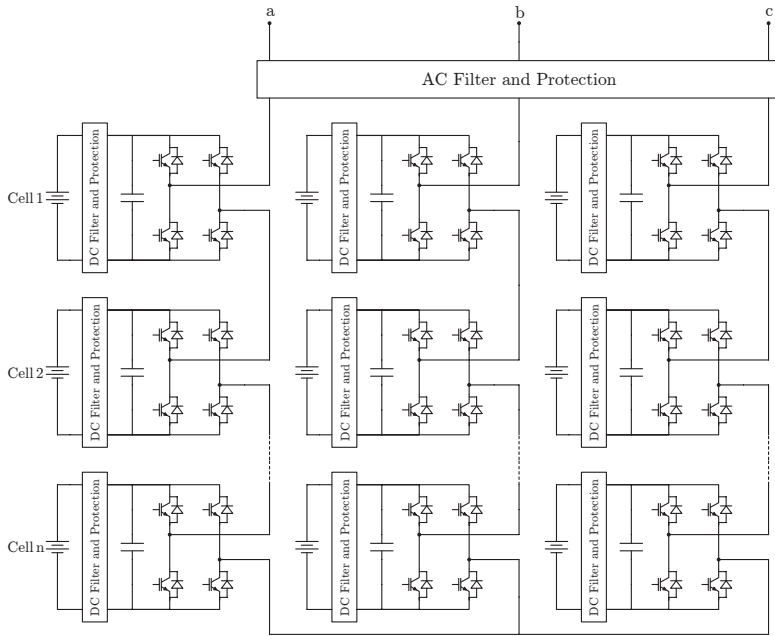 a b c
AC Filter and Protection
Cell 1
DC Filter and Protection
DC Filter and Protection
DC Filter and Protection
Cell 2
DC Filter and Protection
DC Filter and Protection
DC Filter and Protection
Cell n
DC Filter and Protection
DC Filter and Protection
DC Filter and Protection